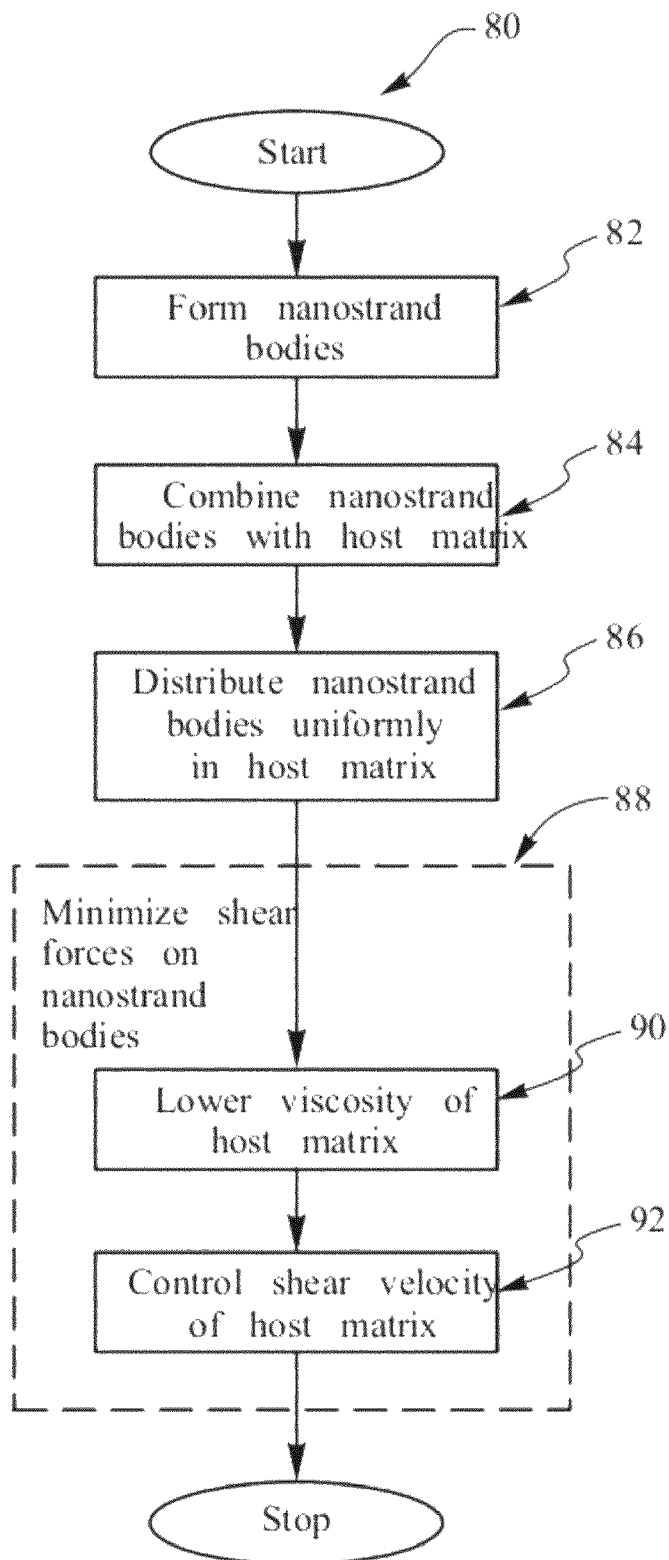 80
Start
82
Form nanostrand
bodies
84
Combine nanostrand
bodies with host matrix
86
Distribute nanostrand
bodies uniformly
in host matrix
88
Minimize shear
forces on
nanostrand
bodies
90
Lower viscosity of
host matrix
92
Control shear velocity
of host matrix
Stop